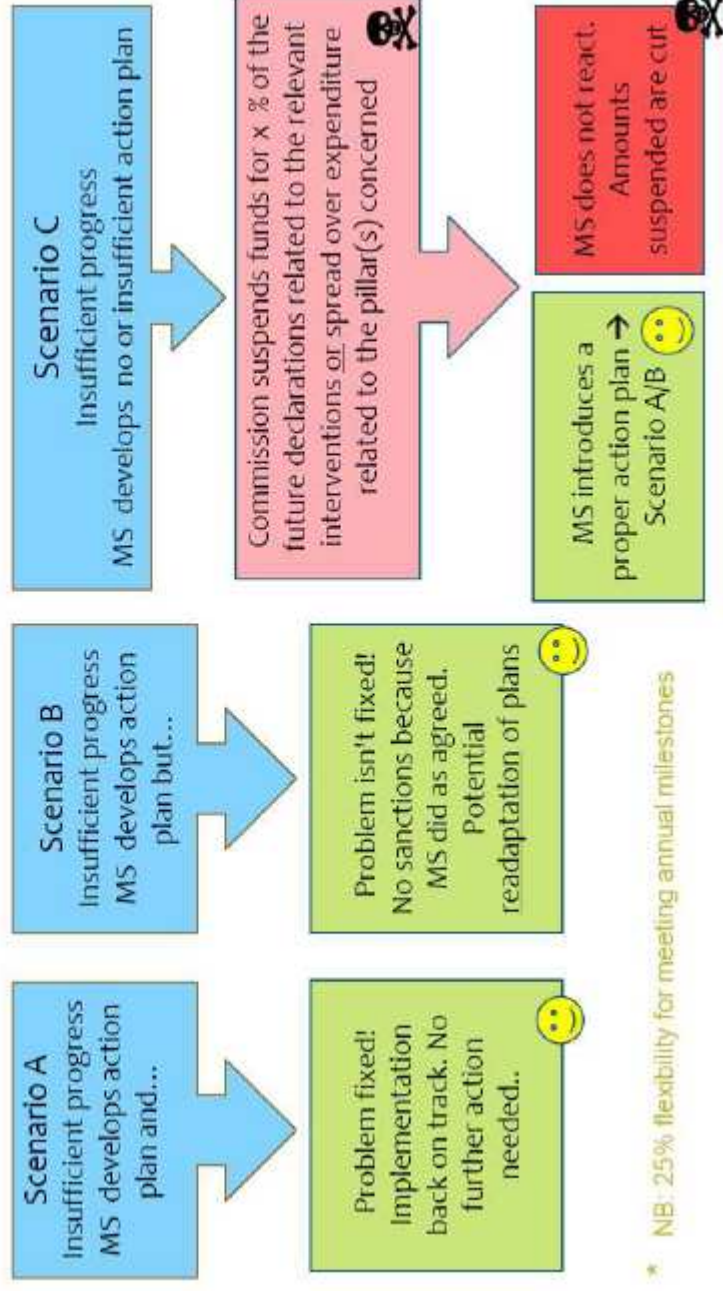 Scenario A
Insufficient progress
MS develops action
plan and...
Problem fixed!
Implementation
back on track. No
further action
needed..
Scenario B
Insufficient progress
MS develops action
plan but...
Problem isn't fixed!
No sanctions because
MS did as agreed.
Potential
readaptation of plans
Scenario C
Insufficient progress
MS develops no or insufficient action plan
Commission suspends funds for x % of the
future declarations related to the relevant
interventions or spread over expenditure
related to the pillar(s) concerned
MS introduces a
proper action plan →
Scenario A/B
MS does not react.
Amounts
suspended are cut
* NB: 25% flexibility for meeting annual milestones